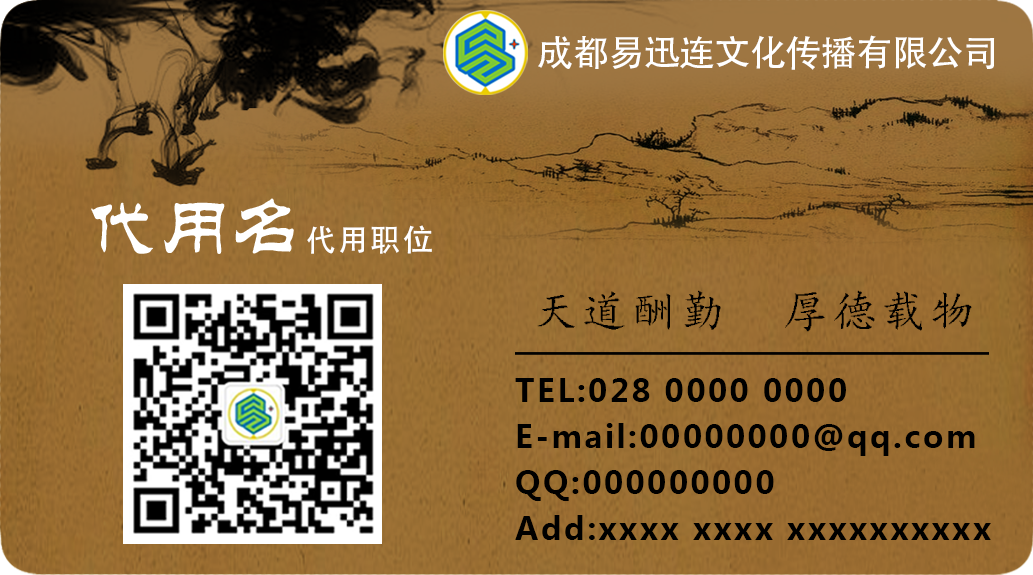 成都易迅连文化传播有限公司
代用名 代用职位
天道酬勤 厚德载物
TEL:028 0000 0000
E-mail:00000000@qq.com
QQ:000000000
Add:xxxx xxxx xxxxxxxxxx